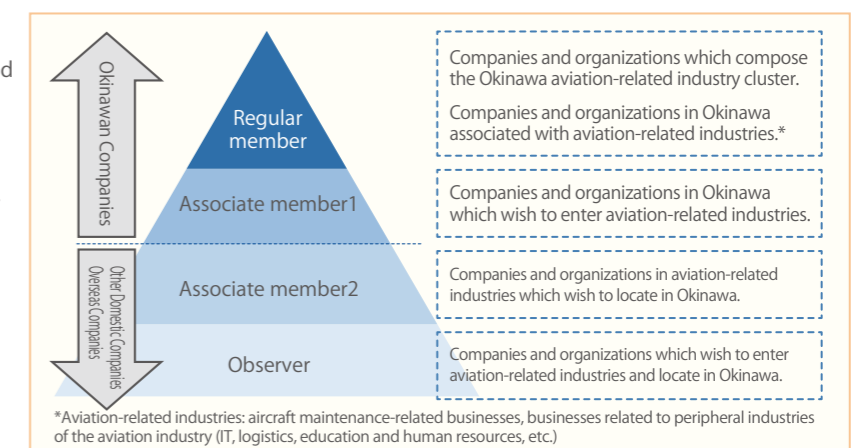 d
Okinawan Companies
Regular
member
Companies and organizations which compose
the Okinawa aviation-related industry cluster.
Companies and organizations in Okinawa
associated with aviation-related industries.*
Associate member1
Companies and organizations in Okinawa
which wish to enter aviation-related industries.
Other Domestic Companies
Overseas Companies
Associate member2
Companies and organizations in aviation-related
industries which wish to locate in Okinawa.
Observer
Companies and organizations which wish to enter
aviation-related industries and locate in Okinawa.
*Aviation-related industries: aircraft maintenance-related businesses, businesses related to peripheral industries
of the aviation industry (IT, logistics, education and human resources, etc.)